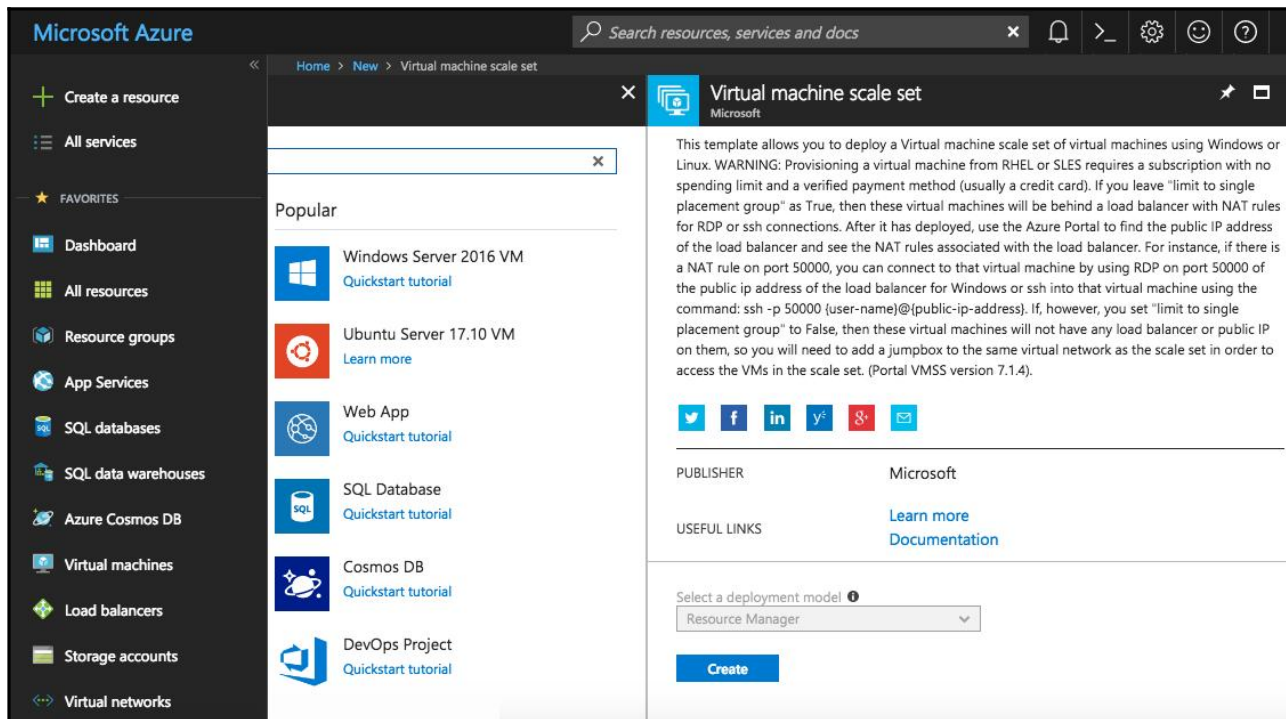 Microsoft Azure
Search resources, services and docs
Home > New > Virtual machine scale set
Create a resource
All services
FAVORITES
Dashboard
All resources
Resource groups
App Services
SQL databases
SQL data warehouses
Azure Cosmos DB
Virtual machines
Load balancers
Storage accounts
Virtual networks
Popular
Windows Server 2016 VM
Quickstart tutorial
Ubuntu Server 17.10 VM
Learn more
Web App
Quickstart tutorial
SQL
SQL Database
Quickstart tutorial
Cosmos DB
Quickstart tutorial
DevOps Project
Quickstart tutorial
Virtual machine scale set
Microsoft
This template allows you to deploy a Virtual machine scale set of virtual machines using Windows or
Linux. WARNING: Provisioning a virtual machine from RHEL or SLES requires a subscription with no
spending limit and a verified payment method (usually a credit card). If you leave "limit to single
placement group" as True, then these virtual machines will be behind a load balancer with NAT rules
for RDP or ssh connections. After it has deployed, use the Azure Portal to find the public IP address
of the load balancer and see the NAT rules associated with the load balancer. For instance, if there is
a NAT rule on port 50000, you can connect to that virtual machine by using RDP on port 50000 of
the public ip address of the load balancer for Windows or ssh into that virtual machine using the
command: ssh -p 50000 {user-name}@{public-ip-address}. If, however, you set "limit to single
placement group" to False, then these virtual machines will not have any load balancer or public IP
on them, so you will need to add a jumpbox to the same virtual network as the scale set in order to
access the VMs in the scale set. (Portal VMSS version 7.1.4).
PUBLISHER Microsoft
USEFUL LINKS
Learn more
Documentation
Select a deployment model
Resource Manager
Create